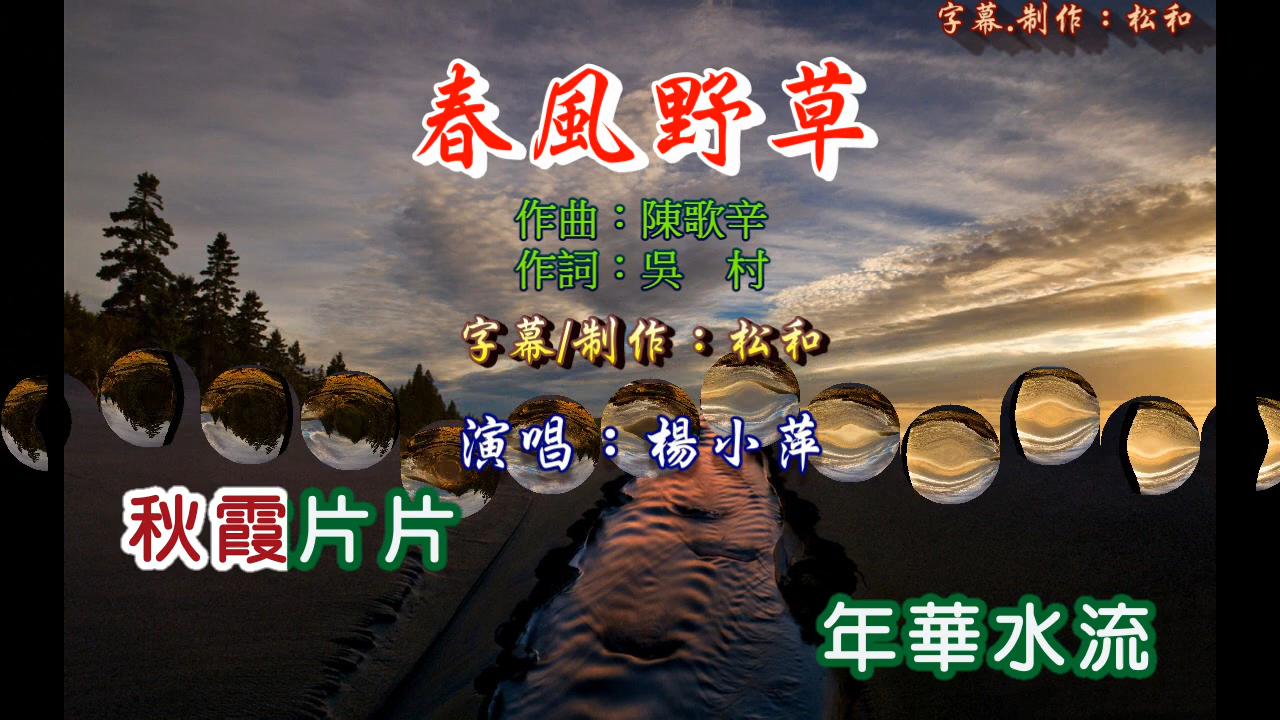 字幕.制作：松和
春風野草
作曲：陳歌辛
作詞：吳　村
字幕/制作：松和
演唱：楊小萍
秋霞片片
年華水流